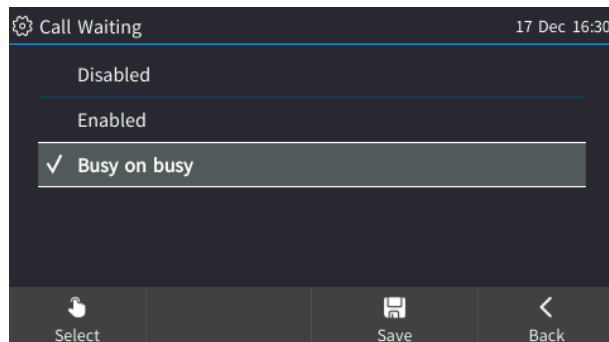 Call Waiting 17 Dec 16:30
Disabled
Enabled
✓ Busy on busy
Select Save Back